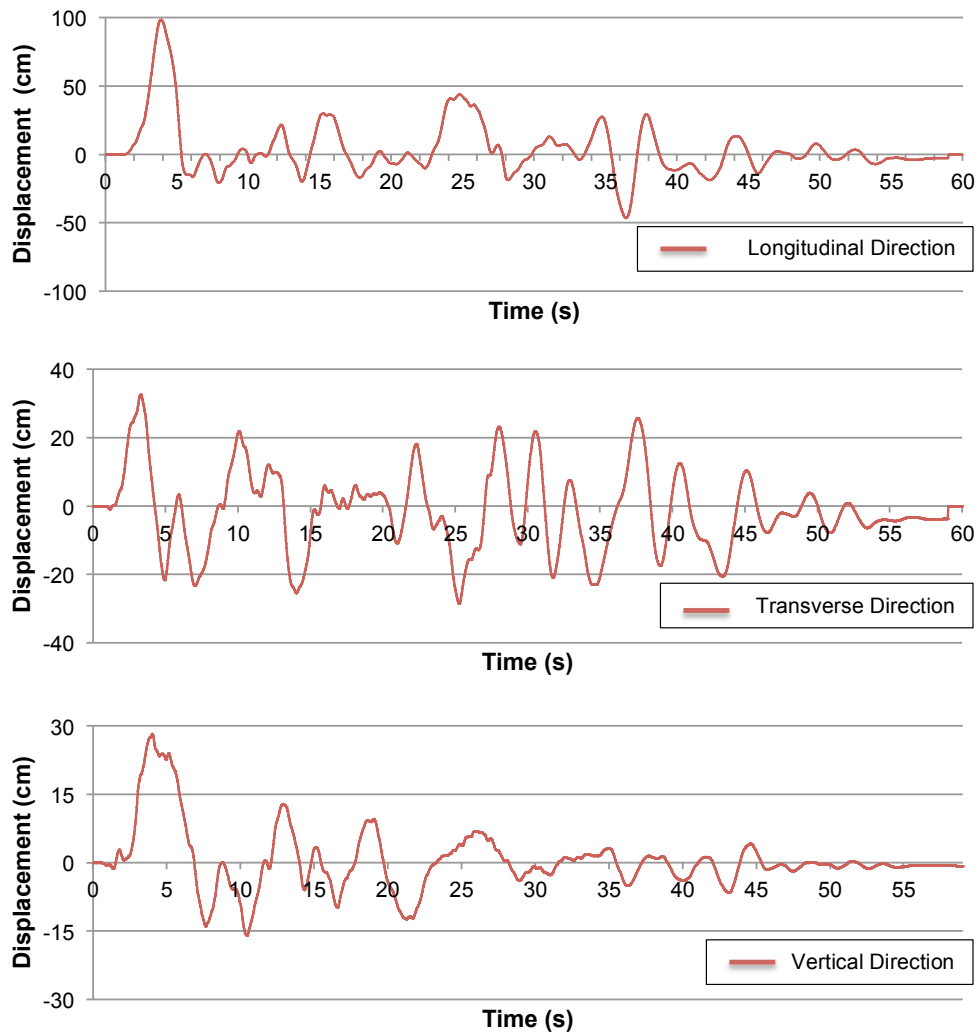 Displacement (cm)
100
50
0
-50
-100
0 5 10 15 20 25 30 35 40 45 50 55 60
Longitudinal Direction
Time (s)
Displacement (cm)
40
20
0
-20
-40
0 5 10 15 20 25 30 35 40 45 50 55 60
Transverse Direction
Time (s)
Displacement (cm)
30
15
0
-15
-30
0 5 10 15 20 25 30 35 40 45 50 55
Vertical Direction
Time (s)